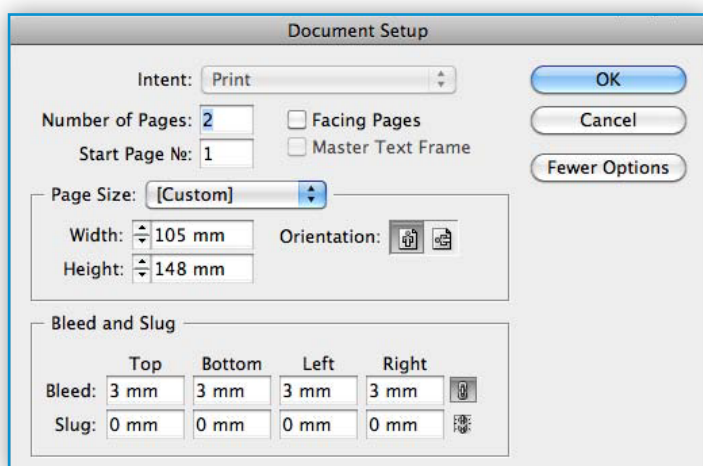 Document Setup
Intent: Print
OK
Number of Pages: 2
Facing Pages
Cancel
Start Page №: 1
Master Text Frame
Fewer Options
Page Size: [Custom]
Width: 105 mm
Orientation:
Height: 148 mm
Bleed and Slug
Top Bottom Left Right
Bleed: 3 mm 3 mm 3 mm 3 mm
Slug: 0 mm 0 mm 0 mm 0 mm